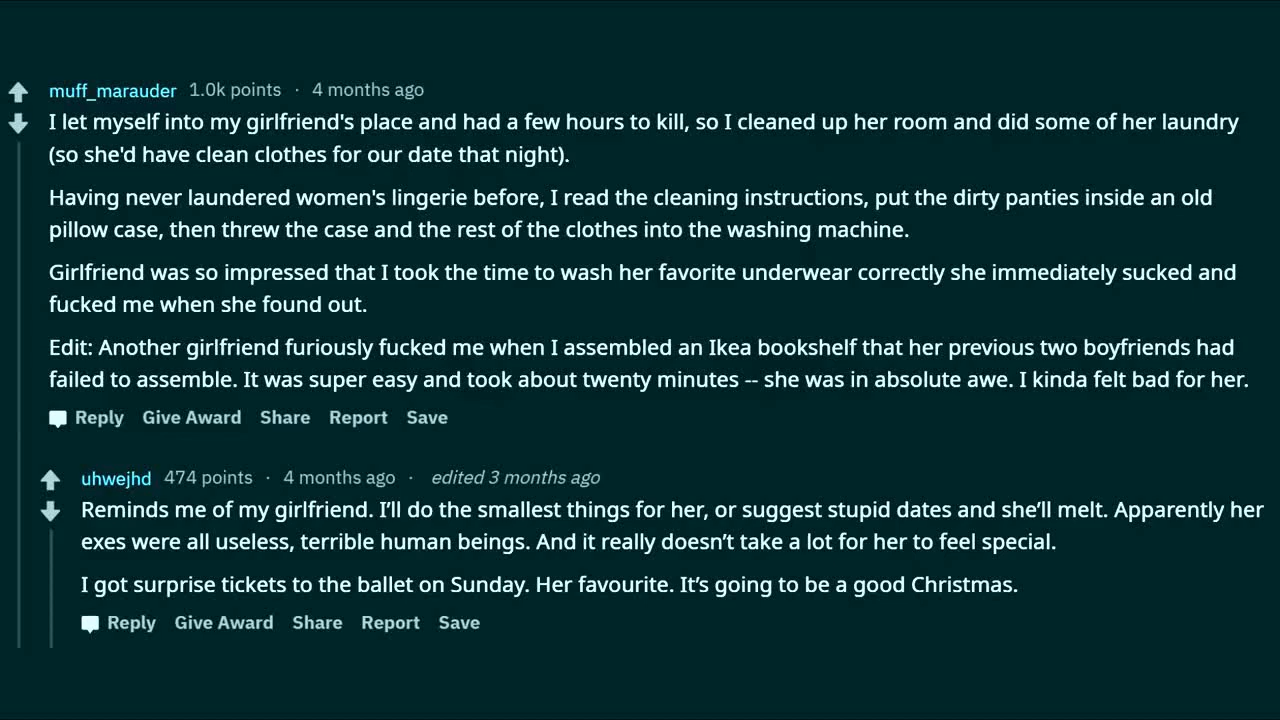 muff_marauder 1.0k points · 4 months ago
I let myself into my girlfriend's place and had a few hours to kill, so I cleaned up her room and did some of her laundry
(so she'd have clean clothes for our date that night).
Having never laundered women's lingerie before, I read the cleaning instructions, put the dirty panties inside an old
pillow case, then threw the case and the rest of the clothes into the washing machine.
Girlfriend was so impressed that I took the time to wash her favorite underwear correctly she immediately sucked and
fucked me when she found out.
Edit: Another girlfriend furiously fucked me when I assembled an Ikea bookshelf that her previous two boyfriends had
failed to assemble. It was super easy and took about twenty minutes -- she was in absolute awe. I kinda felt bad for her.
Reply Give Award Share Report Save
uhwejhd 474 points · 4 months ago · edited 3 months ago
Reminds me of my girlfriend. I’ll do the smallest things for her, or suggest stupid dates and she’ll melt. Apparently her
exes were all useless, terrible human beings. And it really doesn’t take a lot for her to feel special.
I got surprise tickets to the ballet on Sunday. Her favourite. It’s going to be a good Christmas.
Reply Give Award Share Report Save